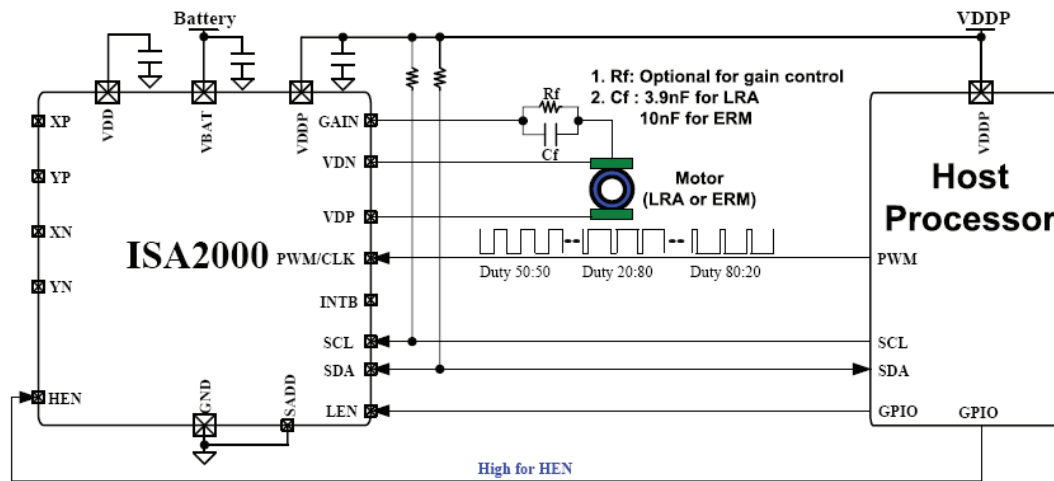 Battery
VDDP
1. Rf: Optional for gain control
2. Cf : 3.9nF for LRA
10nF for ERM
Rf
Cf
VDD
VBAT
VDDP
XP
YP
XN
YN
HEN
ISA2000
GAIN
VDN
VDP
PWM/CLK
INTB
SCL
SDA
LEN
GND
SADD
Motor
(LRA or ERM)
Duty 50:50
Duty 20:80
Duty 80:20
VDDP
Host
Processor
PWM
SCL
SDA
GPIO
GPIO
High for HEN